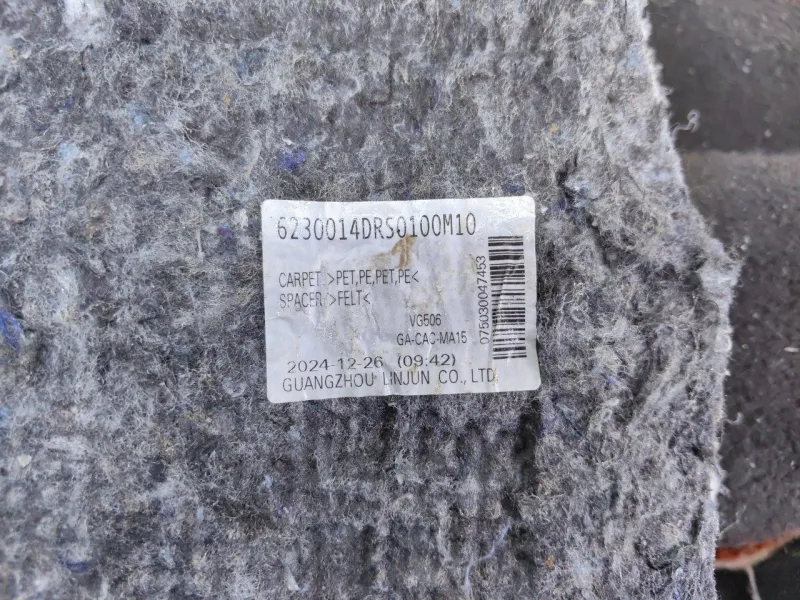 6230014DRS0100M10
CARPET:>PET,PE,PET,PE<
SPACER:>FELT<
VG506
GA-CAC-MA15
2024-12-26 (09:42)
GUANGZHOU LINJUN CO., LTD.
075030047453